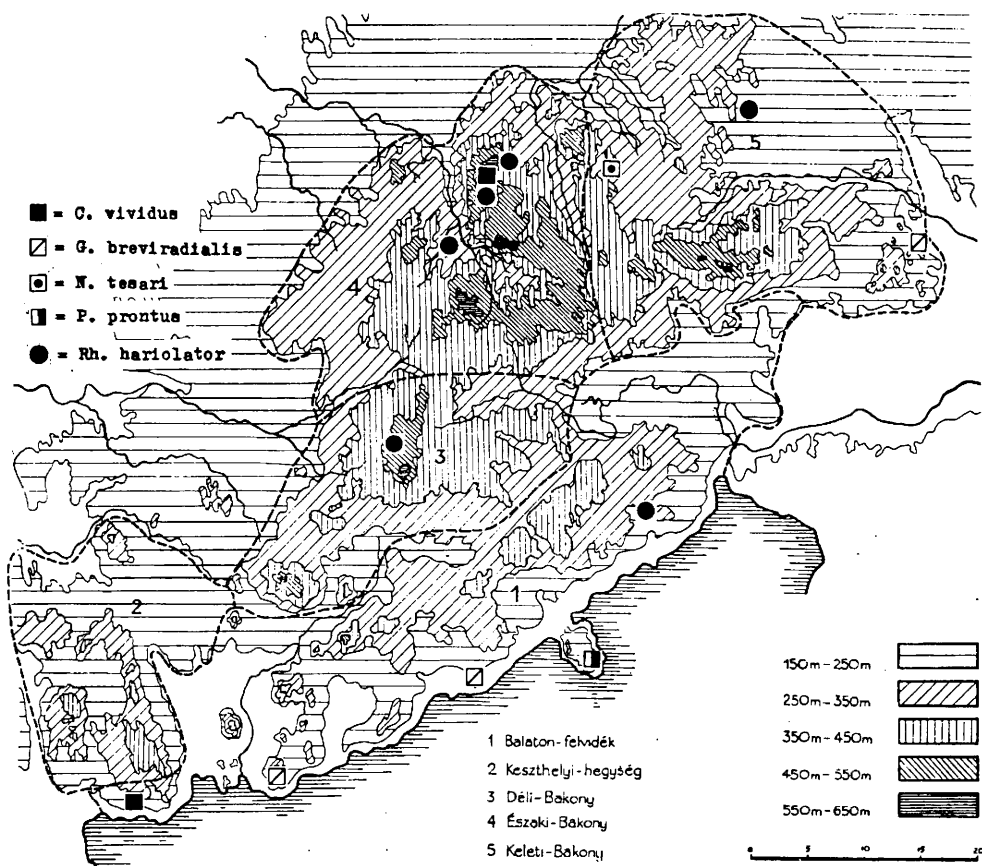 ■ = C. vividus
⧄ = G. breviradialis
⊡ = N. tesari
◨ = P. prontus
● = Rh. hariolator
4
5
3
2
1
150m-250m
250m-350m
350m-450m
450m-550m
550m-650m
1 Balaton-felvidék
2 Keszthelyi-hegység
3 Déli-Bakony
4 Északi-Bakony
5 Keleti-Bakony
0 5 10 15 20